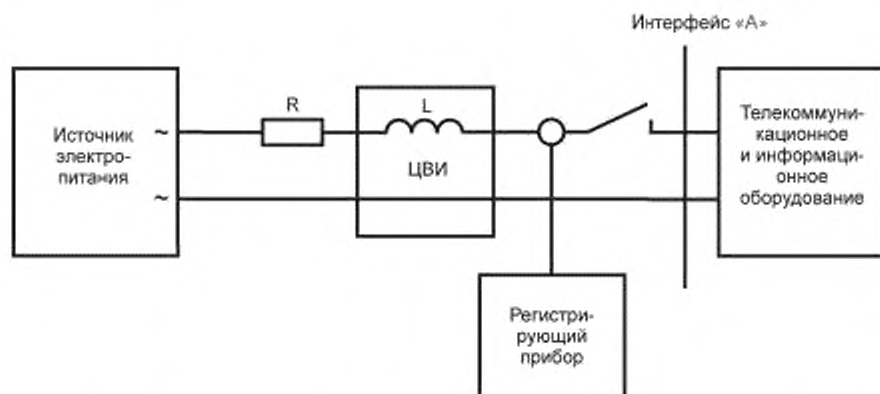 Интерфейс «А»
Источник
электро-
питания
~
~
R
L
ЦВИ
Телекоммуни-
кационное
и информаци-
онное
оборудование
Регистри-
рующий
прибор